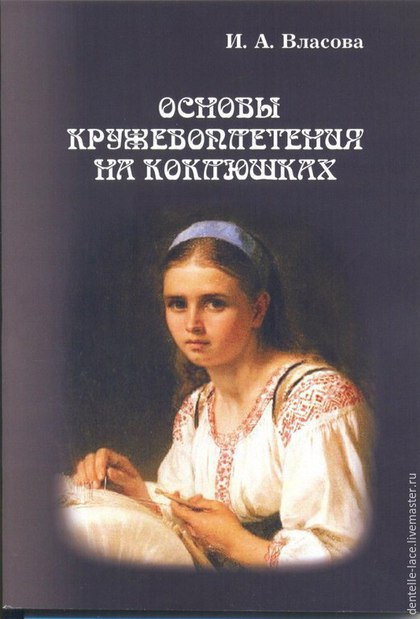 И. А. Власова
ОСНОВЫ
КРУЖЕВОПЛЕТЕНИЯ
НА КОКЛЮШКАХ
dentelle-lace.livemaster.ru